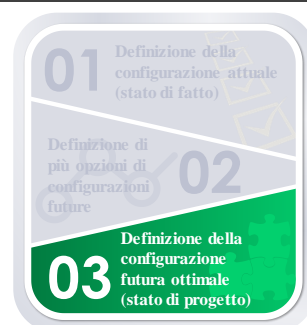 01
Definizione della
configurazione attuale
(stato di fatto)
Definizione di
più opzioni di
configurazioni
future
02
03
Definizione della
configurazione
futura ottimale
(stato di progetto)